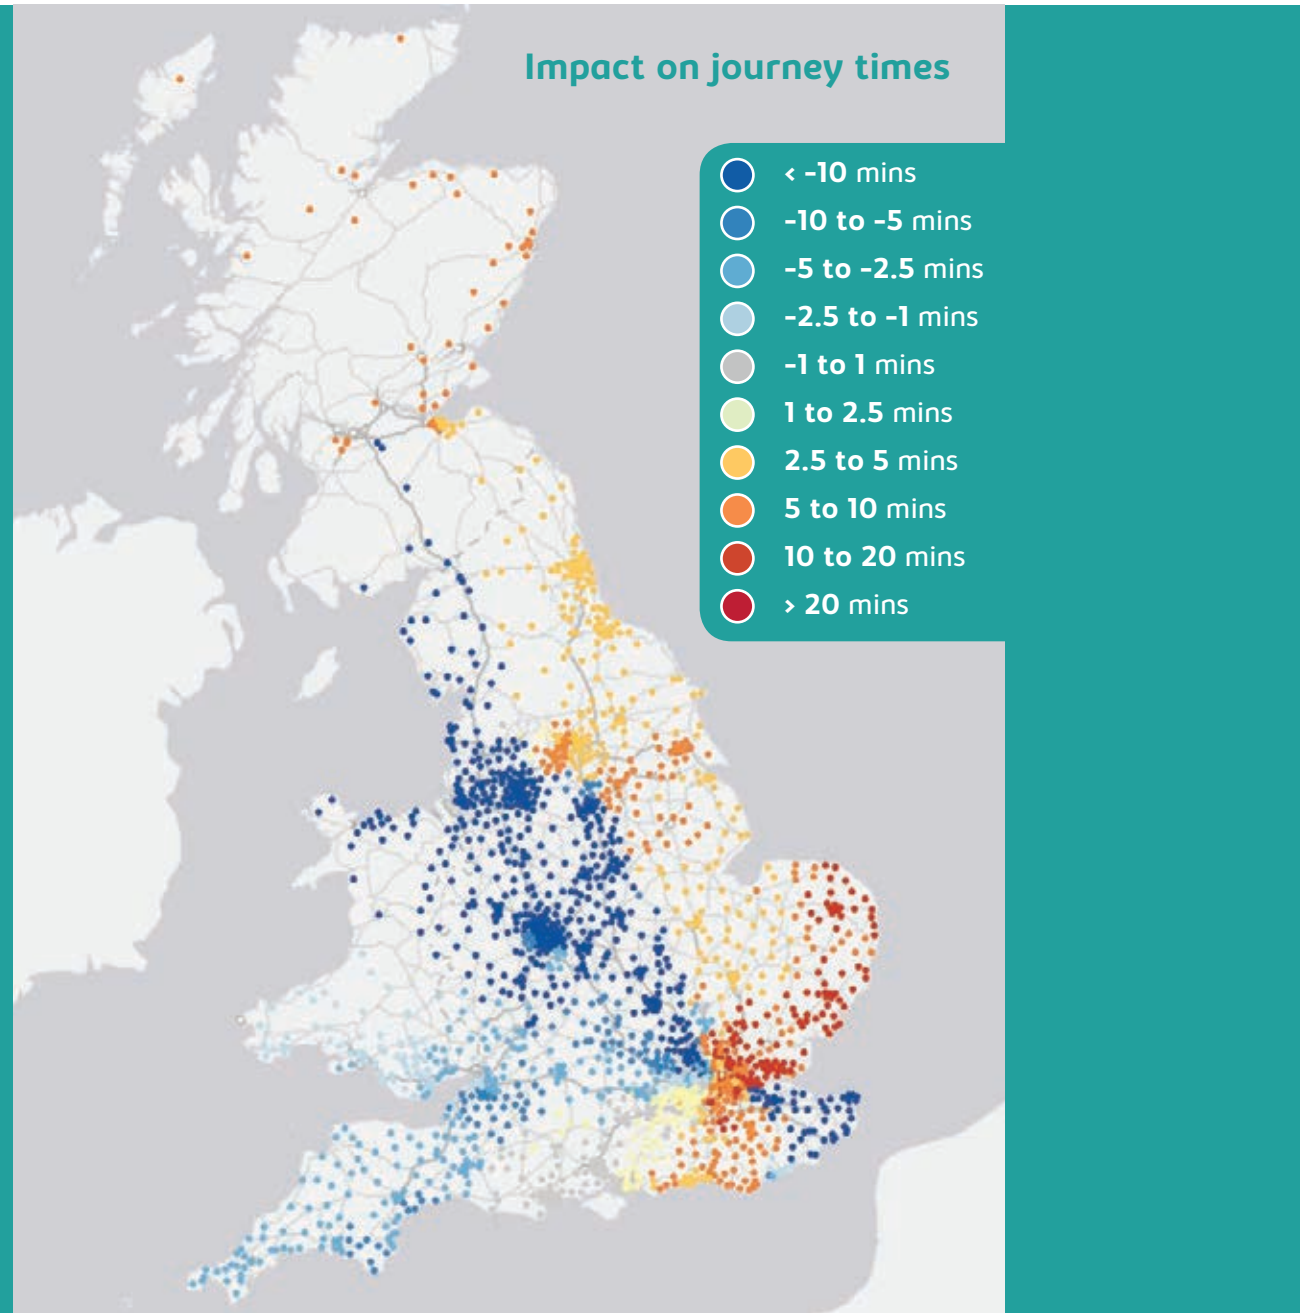 Impact on journey times
< -10 mins
-10 to -5 mins
-5 to -2.5 mins
-2.5 to -1 mins
-1 to 1 mins
1 to 2.5 mins
2.5 to 5 mins
5 to 10 mins
10 to 20 mins
> 20 mins